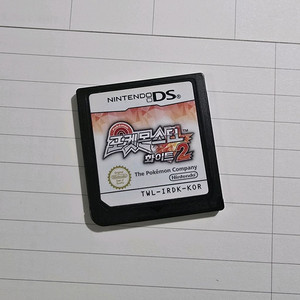 NINTENDO DS
포켓몬스터
화이트 2
The Pokémon Company
Nintendo
TWL-IRDK-KOR